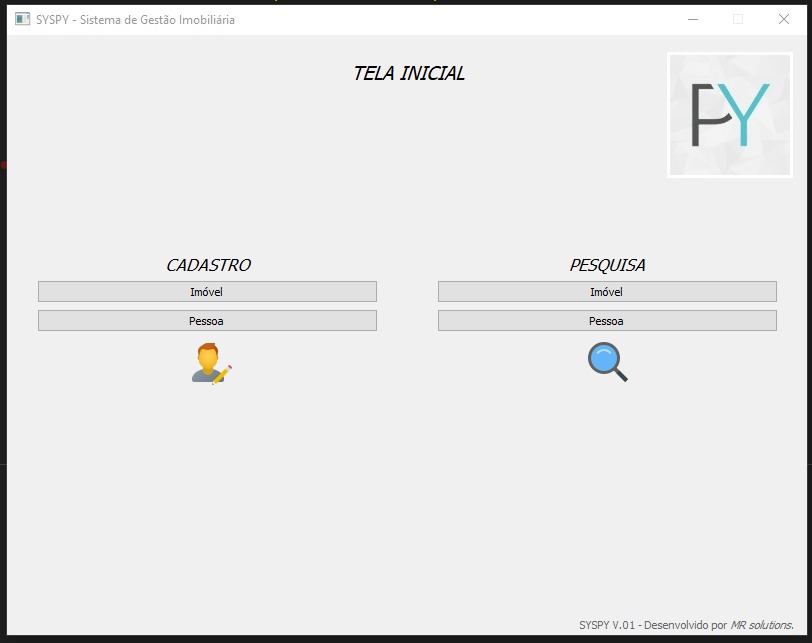 SYSPY - Sistema de Gestão Imobiliária
TELA INICIAL
PY
CADASTRO
Imóvel
Pessoa
PESQUISA
Imóvel
Pessoa
SYSPY V.01 - Desenvolvido por MR solutions.